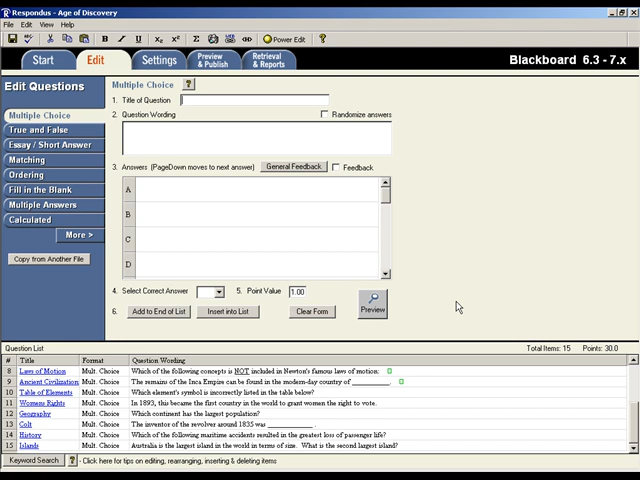 Respondus - Age of Discovery
File Edit View Help
B I U X₂ X² Σ Power Edit ?
Start Edit Settings Preview & Publish Retrieval & Reports Blackboard 6.3 - 7.x
Edit Questions
Multiple Choice
True and False
Essay / Short Answer
Matching
Ordering
Fill in the Blank
Multiple Answers
Calculated
More >
Copy from Another File
Multiple Choice ?
1. Title of Question
2. Question Wording Randomize answers
3. Answers (PageDown moves to next answer) General Feedback Feedback
A
B
C
D
4. Select Correct Answer 5. Point Value 1.00
6. Add to End of List Insert into List Clear Form Preview
Question List Total Items: 15 Points: 30.0
# Title Format Question Wording
8 Laws of Motion Mult. Choice Which of the following concepts is NOT included in Newton's famous laws of motion:
9 Ancient Civilization Mult. Choice The remains of the Inca Empire can be found in the modern-day country of __________.
10 Table of Elements Mult. Choice Which element's symbol is incorrectly listed in the table below?
11 Womens Rights Mult. Choice In 1893, this became the first country in the world to grant women the right to vote.
12 Geography Mult. Choice Which continent has the largest population?
13 Colt Mult. Choice The inventor of the revolver around 1835 was ____________ .
14 History Mult. Choice Which of the following maritime accidents resulted in the greatest loss of passenger life?
15 Islands Mult. Choice Australia is the largest island in the world in terms of size. What is the second largest island?
Keyword Search ? - Click here for tips on editing, rearranging, inserting & deleting items